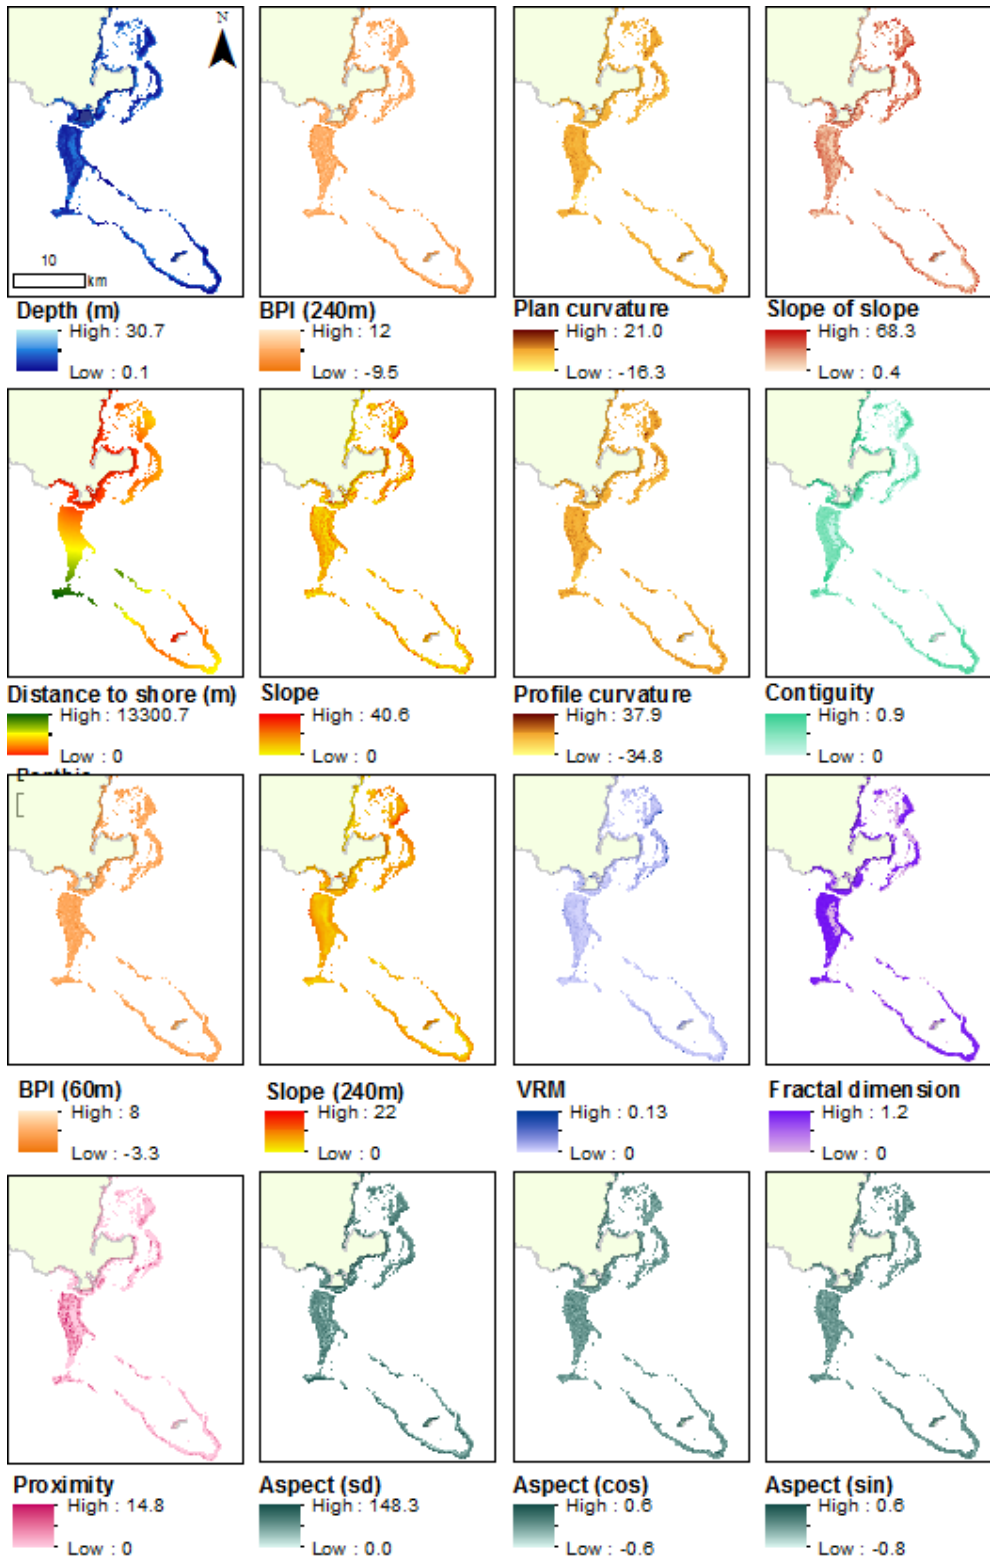 N
10
km
Depth (m)
High : 30.7
Low : 0.1
BPI (240m)
High : 12
Low : -9.5
Plan curvature
High : 21.0
Low : -16.3
Slope of slope
High : 68.3
Low : 0.4
Distance to shore (m)
High : 13300.7
Low : 0
Slope
High : 40.6
Low : 0
Profile curvature
High : 37.9
Low : -34.8
Contiguity
High : 0.9
Low : 0
BPI (60m)
High : 8
Low : -3.3
Slope (240m)
High : 22
Low : 0
VRM
High : 0.13
Low : 0
Fractal dimension
High : 1.2
Low : 0
Proximity
High : 14.8
Low : 0
Aspect (sd)
High : 148.3
Low : 0.0
Aspect (cos)
High : 0.6
Low : -0.6
Aspect (sin)
High : 0.6
Low : -0.8